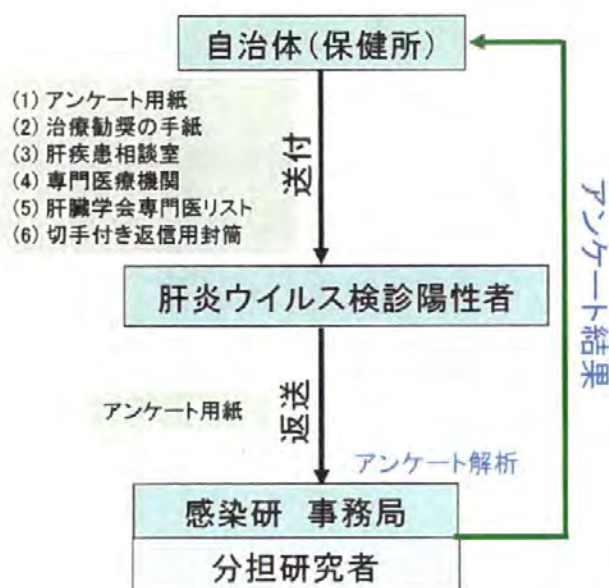 自治体(保健所)
(1) アンケート用紙
(2) 治療勧奨の手紙
(3) 肝疾患相談室
(4) 専門医療機関
(5) 肝臓学会専門医リスト
(6) 切手付き返信用封筒
送付
アンケート結果
肝炎ウイルス検診陽性者
アンケート用紙
返送
アンケート解析
感染研 事務局
分担研究者